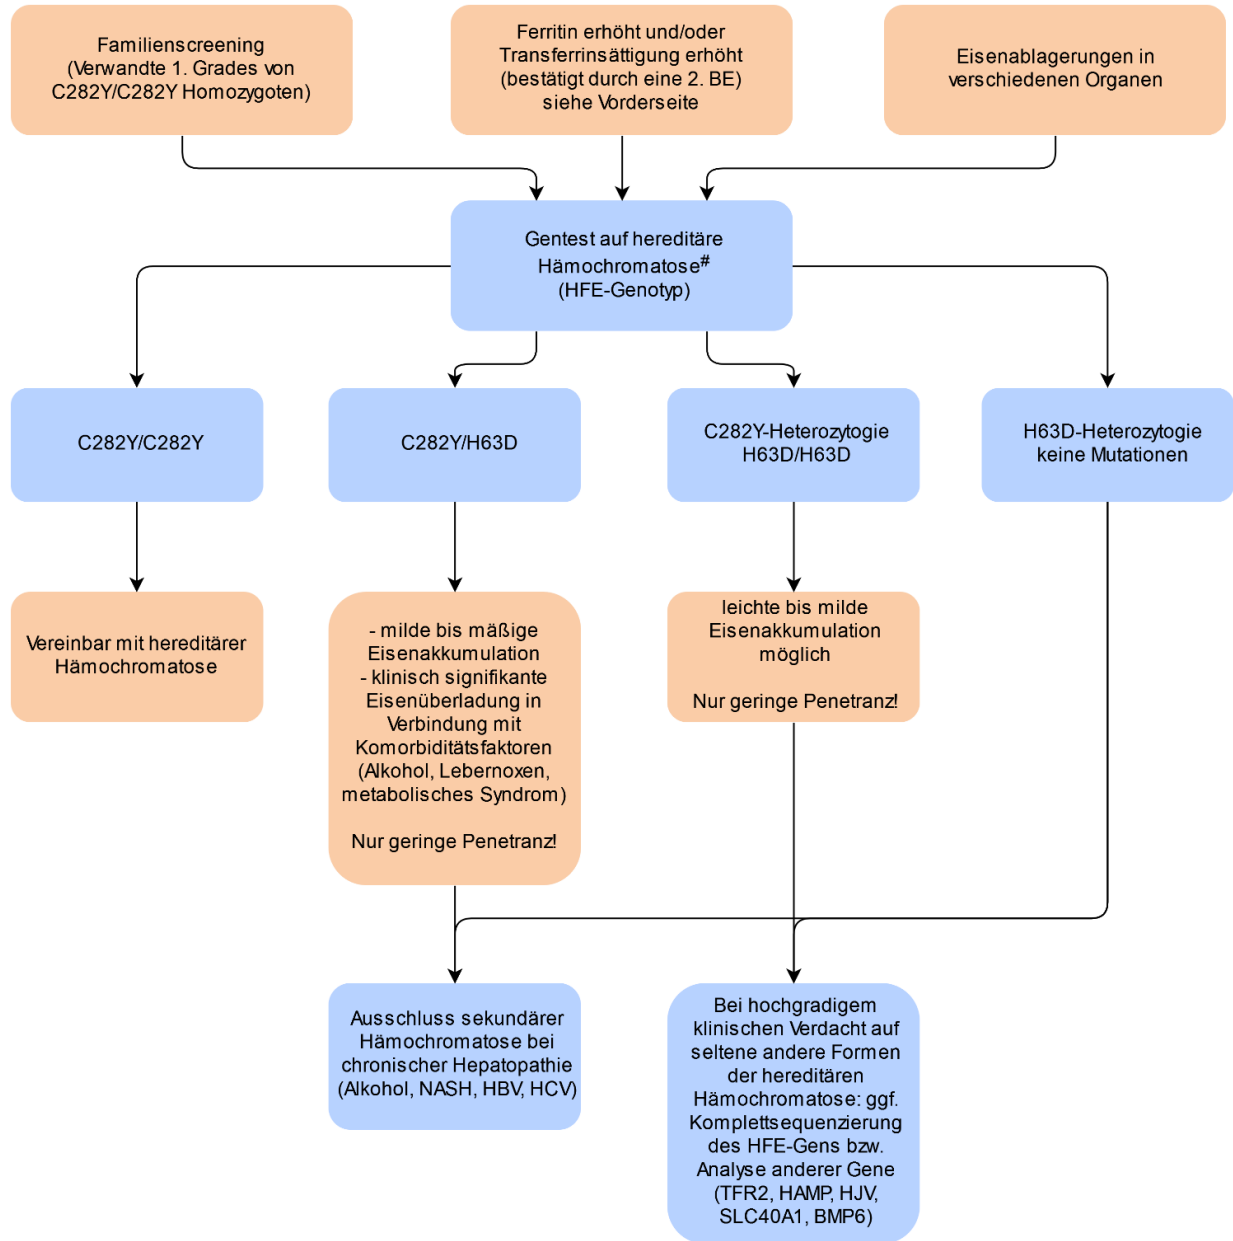 Familienscreening
(Verwandte 1. Grades von
C282Y/C282Y Homozygoten)
Ferritin erhöht und/oder
Transferrinsättigung erhöht
(bestätigt durch eine 2. BE)
siehe Vorderseite
Eisenablagerungen in
verschiedenen Organen
Gentest auf hereditäre
Hämochromatose#
(HFE-Genotyp)
C282Y/C282Y
C282Y/H63D
C282Y-Heterozytogie
H63D/H63D
H63D-Heterozytogie
keine Mutationen
Vereinbar mit hereditärer
Hämochromatose
- milde bis mäßige
Eisenakkumulation
- klinisch signifikante
Eisenüberladung in
Verbindung mit
Komorbiditätsfaktoren
(Alkohol, Lebernoxen,
metabolisches Syndrom)
Nur geringe Penetranz!
leichte bis milde
Eisenakkumulation
möglich
Nur geringe Penetranz!
Ausschluss sekundärer
Hämochromatose bei
chronischer Hepatopathie
(Alkohol, NASH, HBV, HCV)
Bei hochgradigem
klinischen Verdacht auf
seltene andere Formen
der hereditären
Hämochromatose: ggf.
Komplettsequenzierung
des HFE-Gens bzw.
Analyse anderer Gene
(TFR2, HAMP, HJV,
SLC40A1, BMP6)